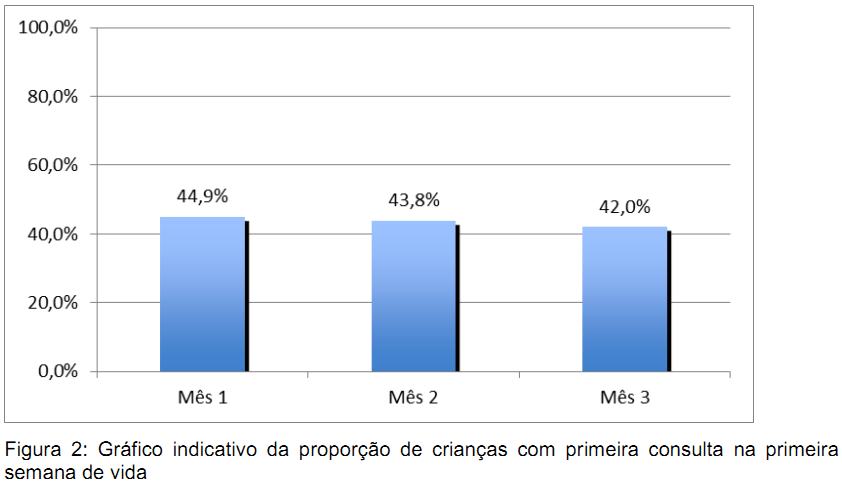 100,0%
80,0%
60,0%
40,0%
20,0%
0,0%
44,9%
43,8%
42,0%
Mês 1
Mês 2
Mês 3
Figura 2: Gráfico indicativo da proporção de crianças com primeira consulta na primeira
semana de vida